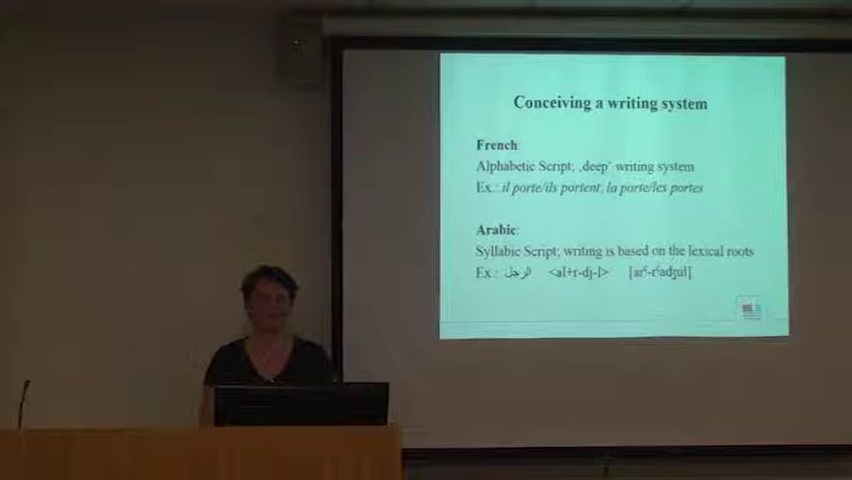 Conceiving a writing system
French:
Alphabetic Script; ‚deep‘ writing system
Ex.: il porte/ils portent; la porte/les portes
Arabic:
Syllabic Script; writing is based on the lexical roots
Ex.: الرجل <al+r-dj-l> [arˤ-rˤadʒul]